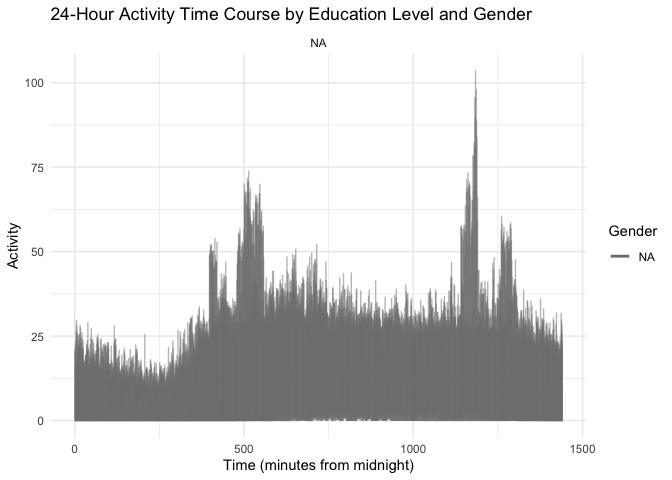 24-Hour Activity Time Course by Education Level and Gender
NA
100
75
50
25
0
Activity
0 500 1000 1500
Time (minutes from midnight)
Gender
NA